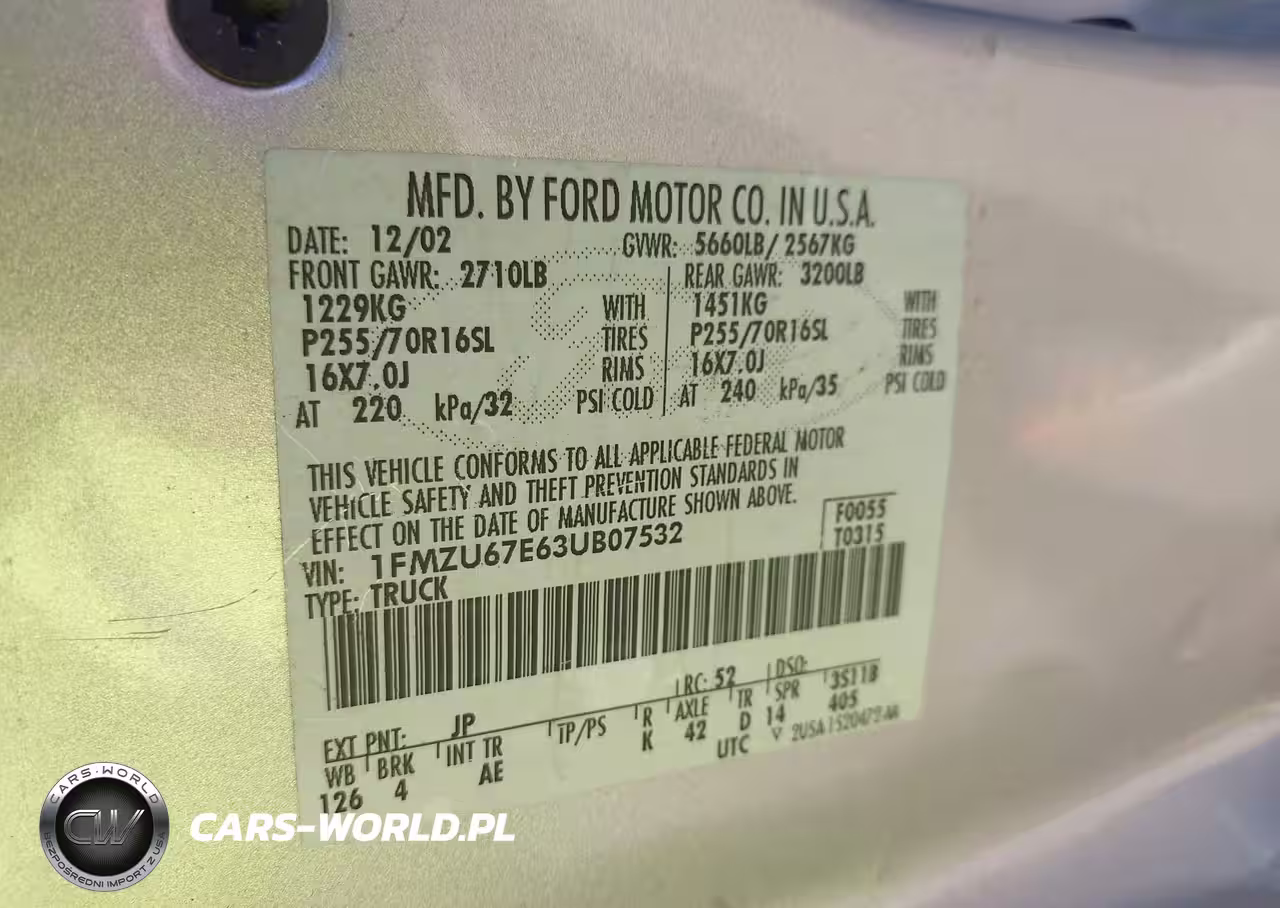 MFD. BY FORD MOTOR CO. IN U.S.A.
DATE: 12/02 GVWR: 5660LB/ 2567KG
FRONT GAWR: 2710LB REAR GAWR: 3200LB
1229KG WITH 1451KG WITH
P255/70R16SL TIRES P255/70R16SL TIRES
16X7.0J RIMS 16X7.0J RIMS
AT 220 kPa/32 PSI COLD AT 240 kPa/35 PSI COLD
THIS VEHICLE CONFORMS TO ALL APPLICABLE FEDERAL MOTOR
VEHICLE SAFETY AND THEFT PREVENTION STANDARDS IN
EFFECT ON THE DATE OF MANUFACTURE SHOWN ABOVE.
VIN: 1FMZU67E63UB07532 F0055
TYPE: TRUCK T0315
EXT PNT: JP RC: 52 DSO:
WB BRK INT TR TP/PS R AXLE TR SPR 3S11B
126 4 AE K 42 D 14 405
UTC
CARS-WORLD
CW
BEZPOŚREDNI IMPORT Z USA
CARS-WORLD.PL